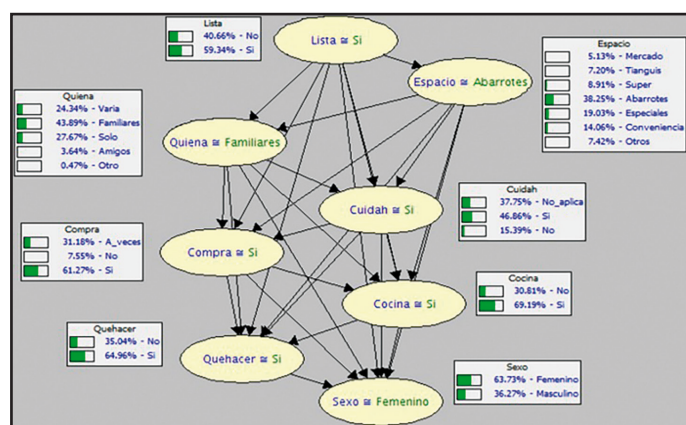 Lista
40.66% - No
59.34% - Si
Lista ≅ Si
Espacio
5.13% - Mercado
7.20% - Tianguis
8.91% - Super
38.25% - Abarrotes
19.03% - Especiales
14.06% - Conveniencia
7.42% - Otros
Espacio ≅ Abarrotes
Quiena
24.34% - Varia
43.89% - Familiares
27.67% - Solo
3.64% - Amigos
0.47% - Otro
Quiena ≅ Familiares
Cuidah
37.75% - No_aplica
46.86% - Si
15.39% - No
Cuidah ≅ Si
Compra
31.18% - A_veces
7.55% - No
61.27% - Si
Compra ≅ Si
Cocina
30.81% - No
69.19% - Si
Cocina ≅ Si
Quehacer
35.04% - No
64.96% - Si
Quehacer ≅ Si
Sexo
63.73% - Femenino
36.27% - Masculino
Sexo ≅ Femenino